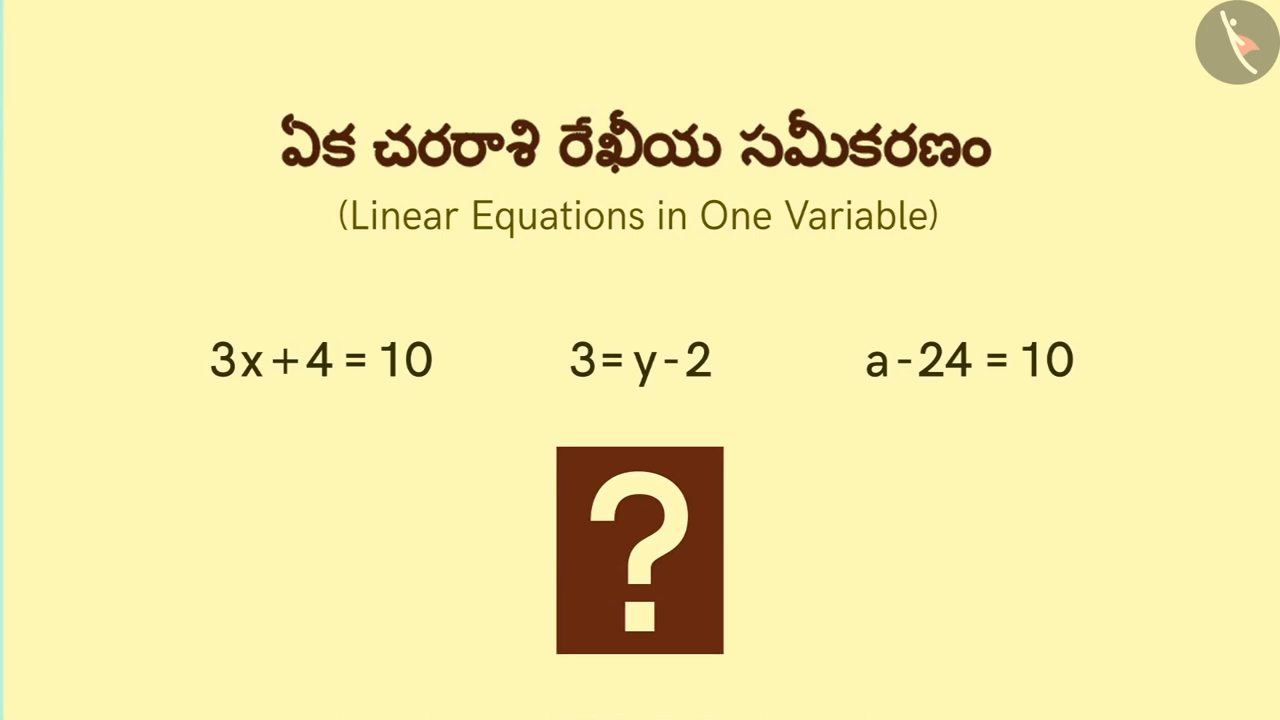 ఏక చరరాశి రేఖీయ సమీకరణం
(Linear Equations in One Variable)
3x+4 = 10 3= y-2 a-24 = 10
?